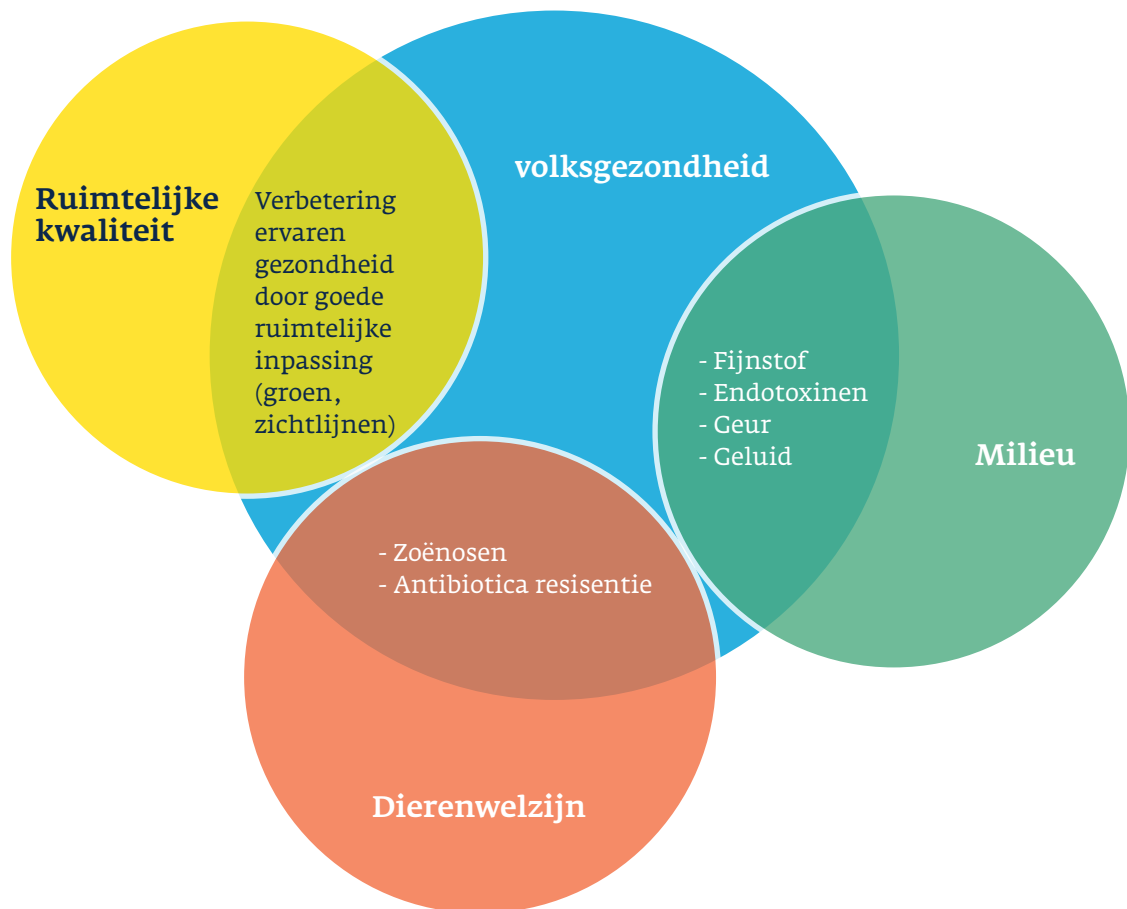 volksgezondheid
Ruimtelijke
kwaliteit
Verbetering
ervaren
gezondheid
door goede
ruimtelijke
inpassing
(groen,
zichtlijnen)
- Fijnstof
- Endotoxinen
- Geur
- Geluid
Milieu
- Zoënosen
- Antibiotica resisentie
Dierenwelzijn